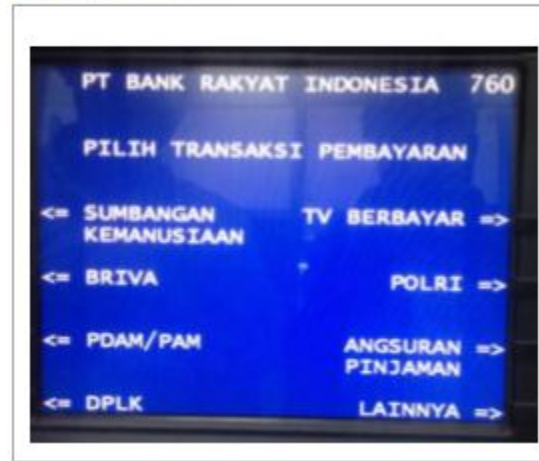 PT BANK RAKYAT INDONESIA 760
PILIH TRANSAKSI PEMBAYARAN
<= SUMBANGAN KEMANUSIAAN
TV BERBAYAR =>
<= BRIVA
POLRI =>
<= PDAM/PAM
ANGSURAN PINJAMAN =>
<= DPLK
LAINNYA =>